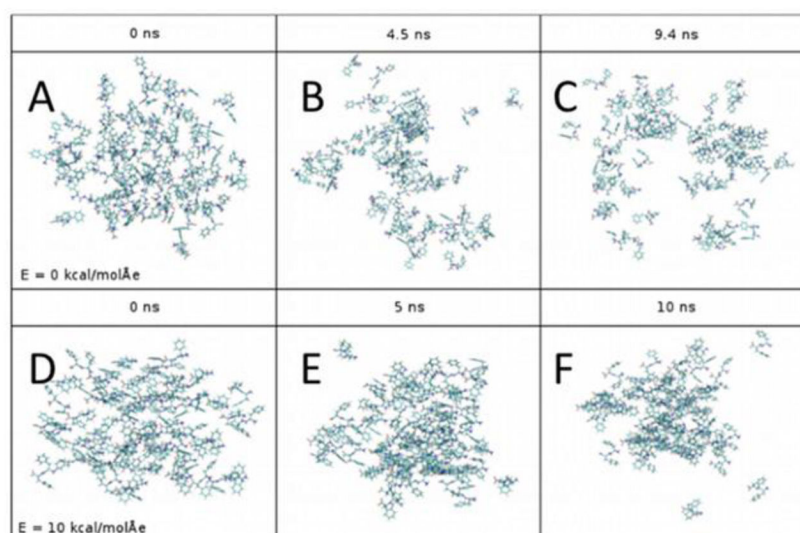 0 ns
4.5 ns
9.4 ns
A
B
C
E = 0 kcal/molÅe
0 ns
5 ns
10 ns
D
E
F
E = 10 kcal/molÅe